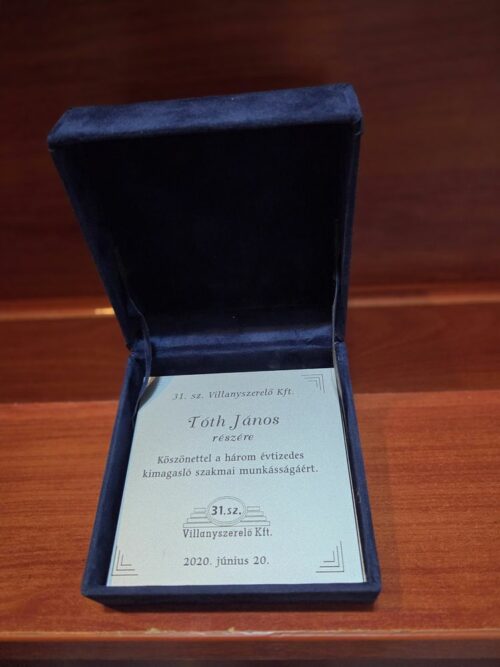 31. sz. Villanyszerelő Kft.
Tóth János
részére
Köszönettel a három évtizedes
kimagasló szakmai munkásságáért.
31.sz.
Villanyszerelő Kft.
2020. június 20.